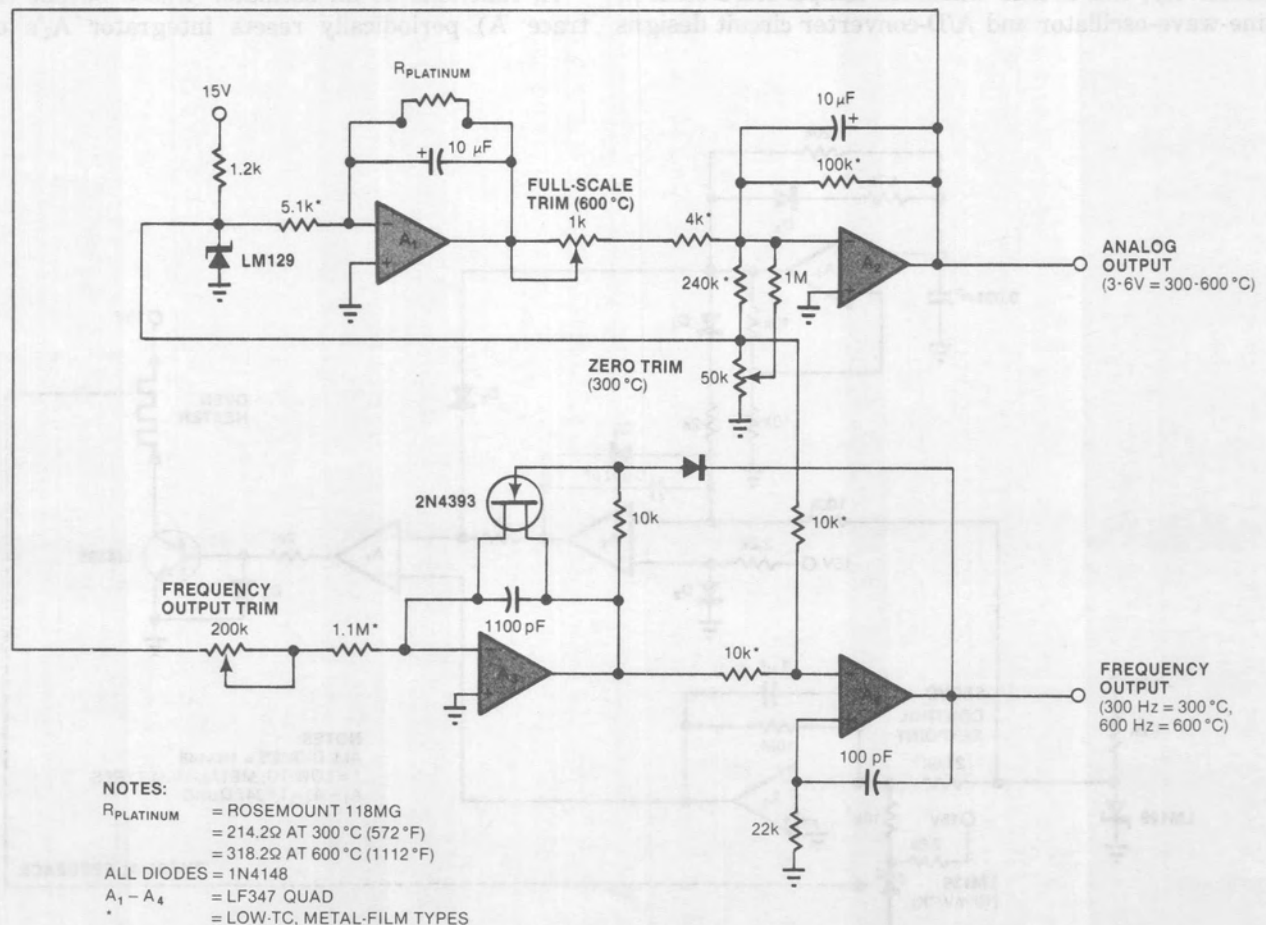 ine-wave-oscillator and A/D-converter circuit designs
trace A) periodically resets integrator A₂'s
R PLATINUM
15V
10 μF
1.2k
+
10 μF
100k*
FULL-SCALE
TRIM (600°C)
1k
5.1k*
4k*
A₁
LM129
+
−
A₂
+
ANALOG
OUTPUT
(3-6V = 300-600°C)
240k*
1M
ZERO TRIM
(300°C)
50k
2N4393
10k
10k*
FREQUENCY
OUTPUT TRIM
200k
1.1M*
1100 pF
A₃
+
10k*
A₄
+
FREQUENCY
OUTPUT
(300 Hz = 300°C,
600 Hz = 600°C)
100 pF
22k
NOTES:
R PLATINUM = ROSEMOUNT 118MG
= 214.2Ω AT 300°C (572°F)
= 318.2Ω AT 600°C (1112°F)
ALL DIODES = 1N4148
A₁ – A₄ = LF347 QUAD
* = LOW-TC, METAL-FILM TYPES